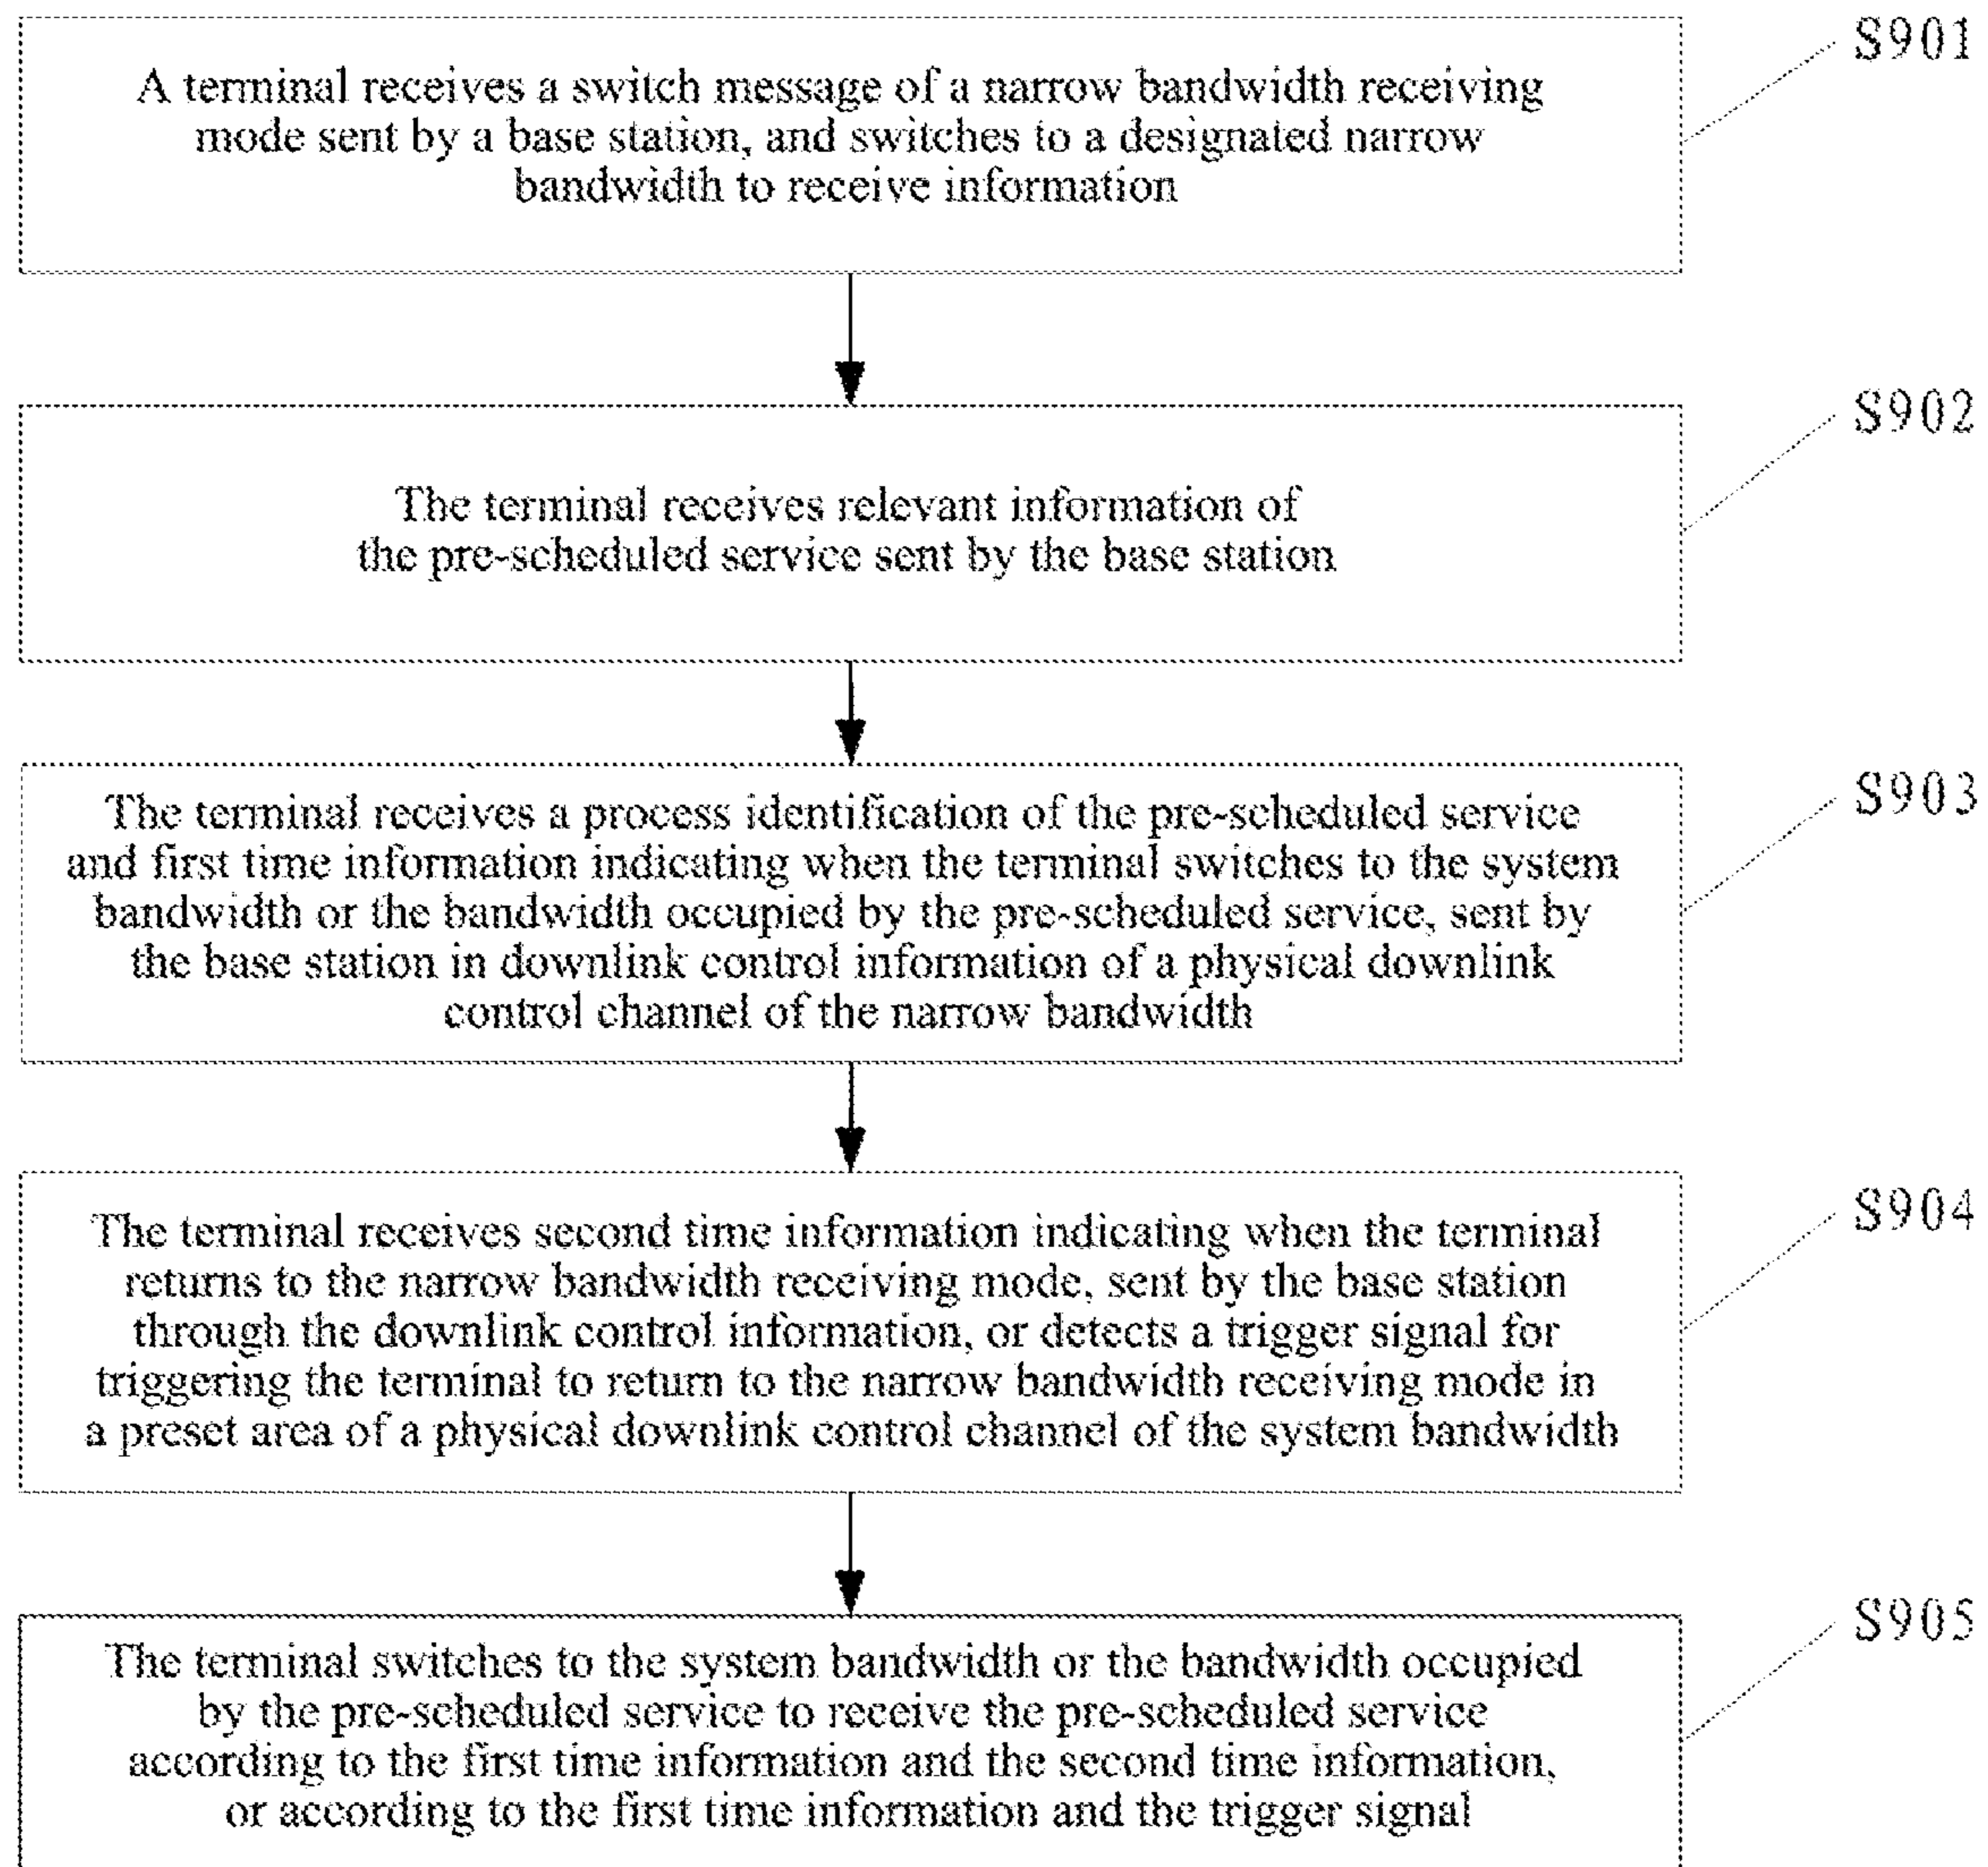 S901
A terminal receives a switch message of a narrow bandwidth receiving
mode sent by a base station, and switches to a designated narrow
bandwidth to receive information
S902
The terminal receives relevant information of
the pre-scheduled service sent by the base station
S903
The terminal receives a process identification of the pre-scheduled service
and first time information indicating when the terminal switches to the system
bandwidth or the bandwidth occupied by the pre-scheduled service, sent by
the base station in downlink control information of a physical downlink
control channel of the narrow bandwidth
S904
The terminal receives second time information indicating when the terminal
returns to the narrow bandwidth receiving mode, sent by the base station
through the downlink control information, or detects a trigger signal for
triggering the terminal to return to the narrow bandwidth receiving mode in
a preset area of a physical downlink control channel of the system bandwidth
S905
The terminal switches to the system bandwidth or the bandwidth occupied
by the pre-scheduled service to receive the pre-scheduled service
according to the first time information and the second time information,
or according to the first time information and the trigger signal